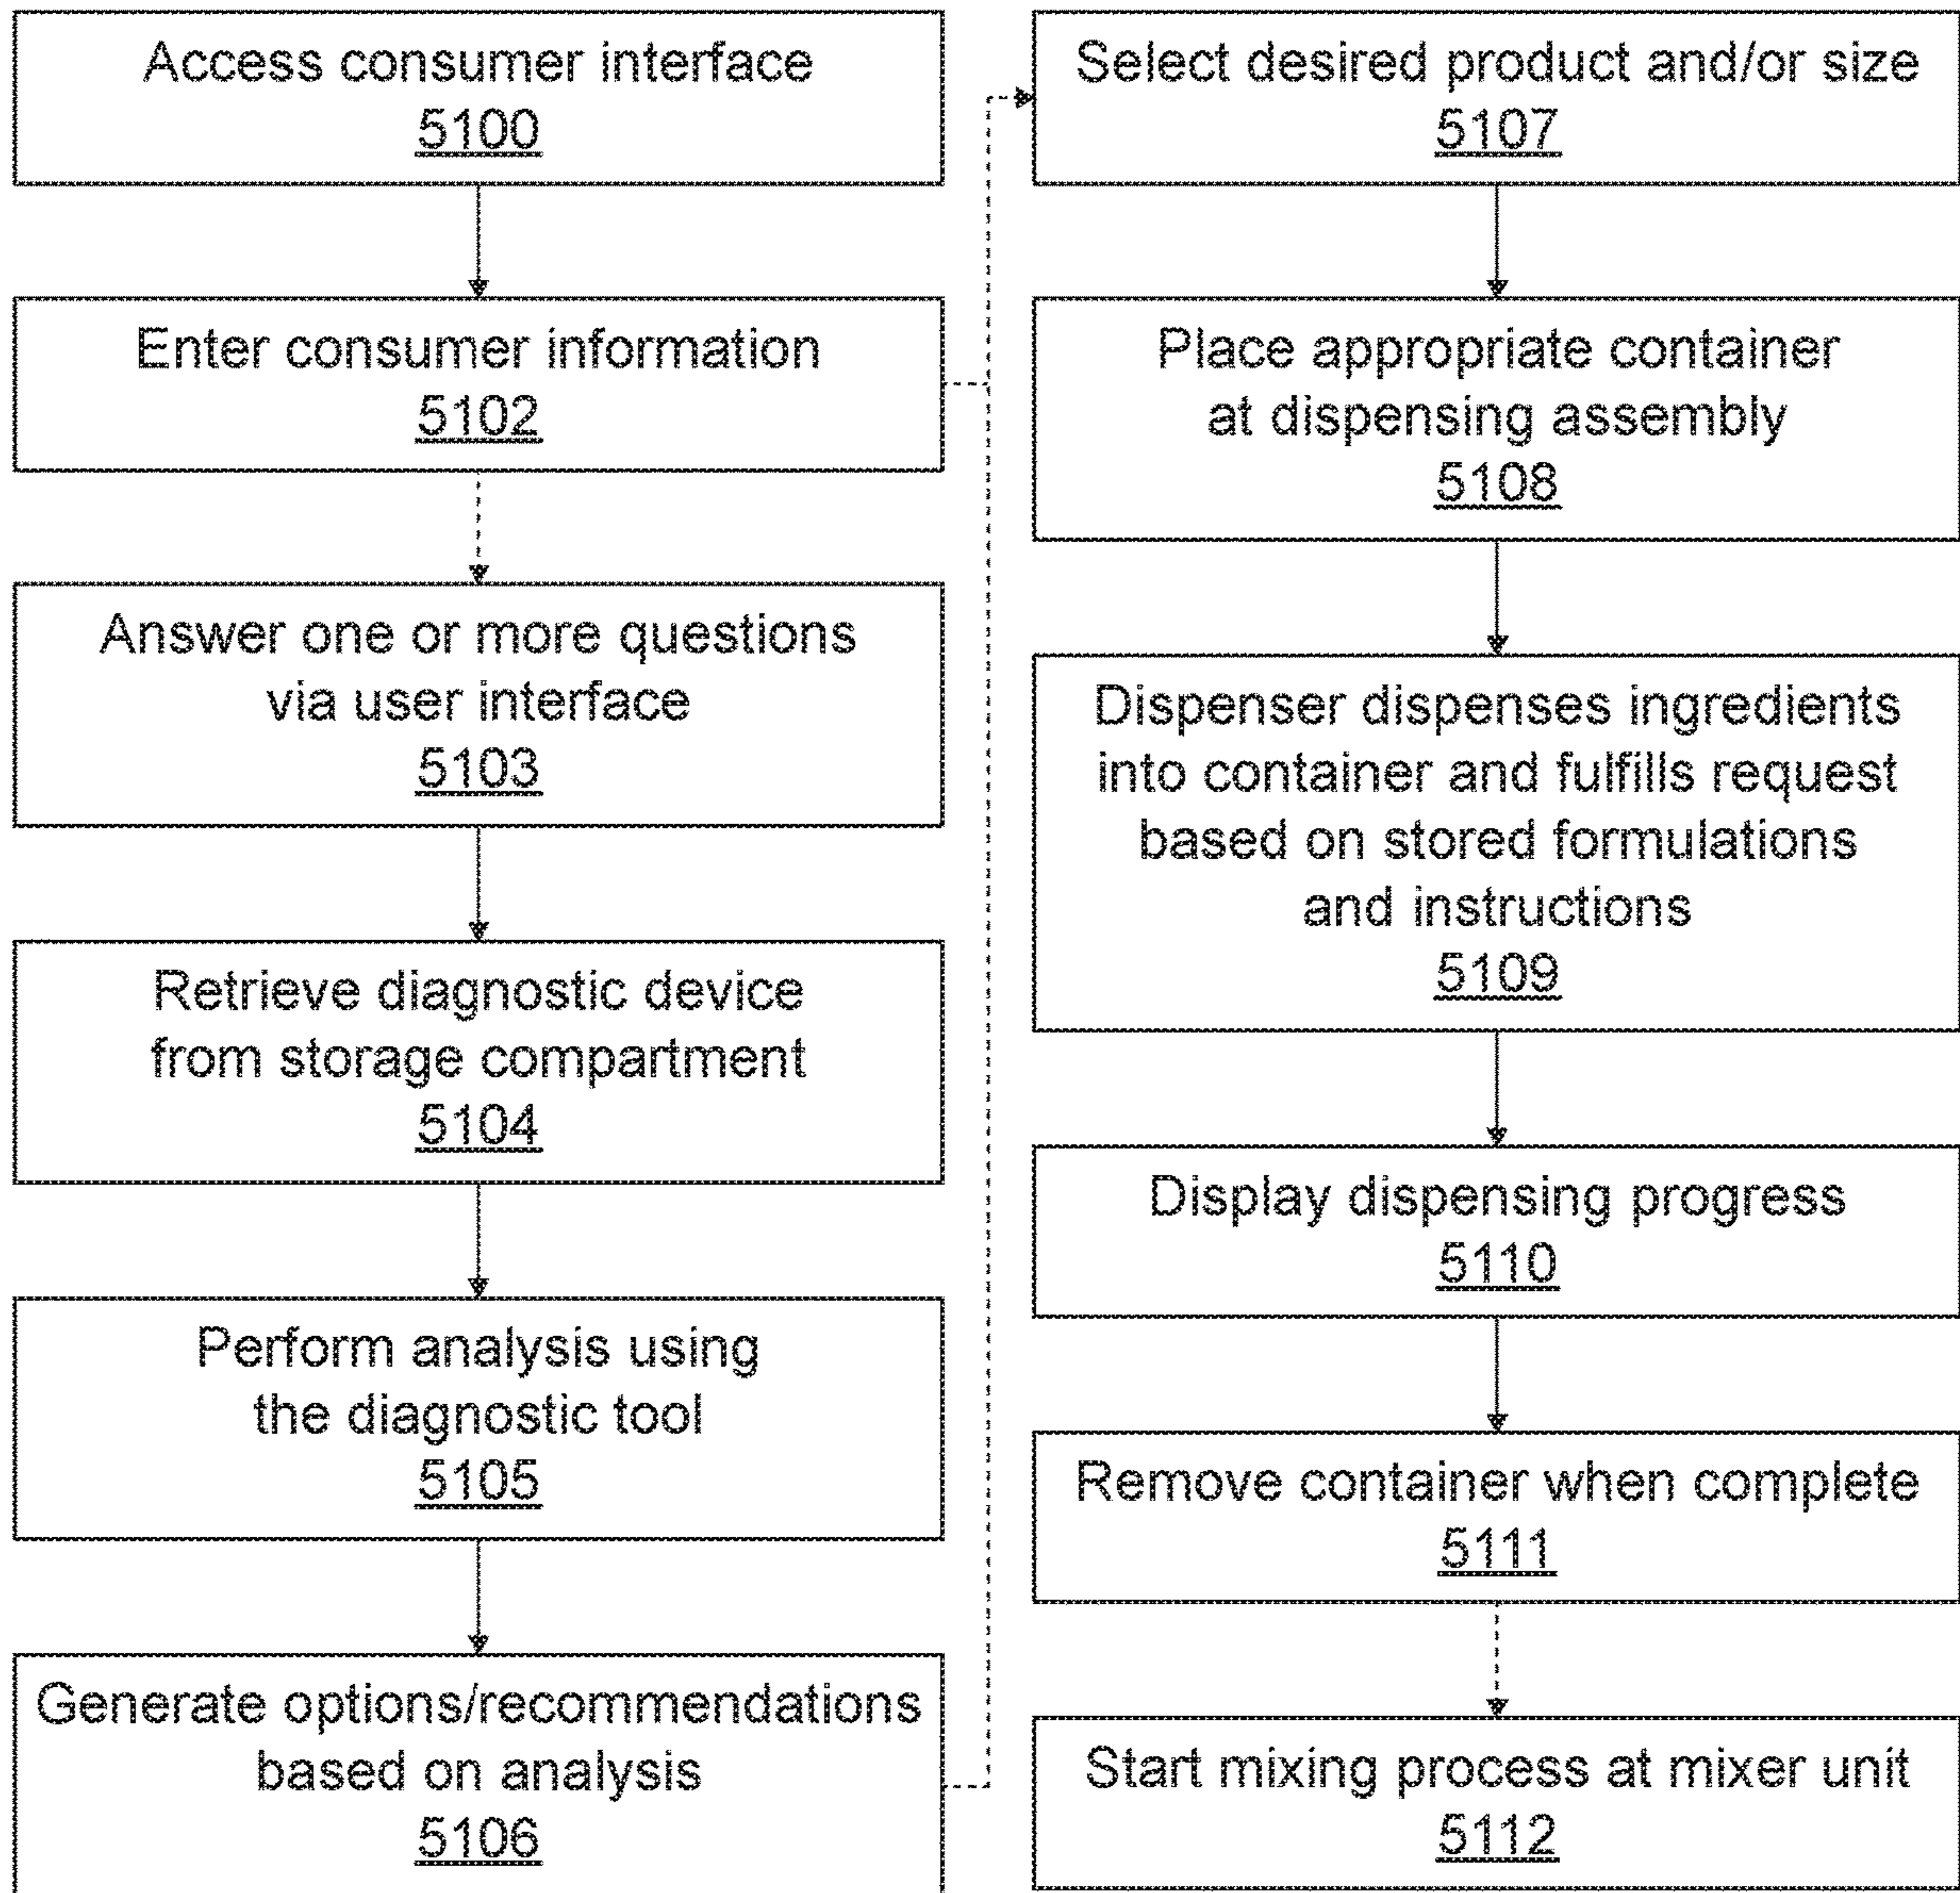 Access consumer interface
5100
Enter consumer information
5102
Answer one or more questions
via user interface
5103
Retrieve diagnostic device
from storage compartment
5104
Perform analysis using
the diagnostic tool
5105
Generate options/recommendations
based on analysis
5106
Select desired product and/or size
5107
Place appropriate container
at dispensing assembly
5108
Dispenser dispenses ingredients
into container and fulfills request
based on stored formulations
and instructions
5109
Display dispensing progress
5110
Remove container when complete
5111
Start mixing process at mixer unit
5112